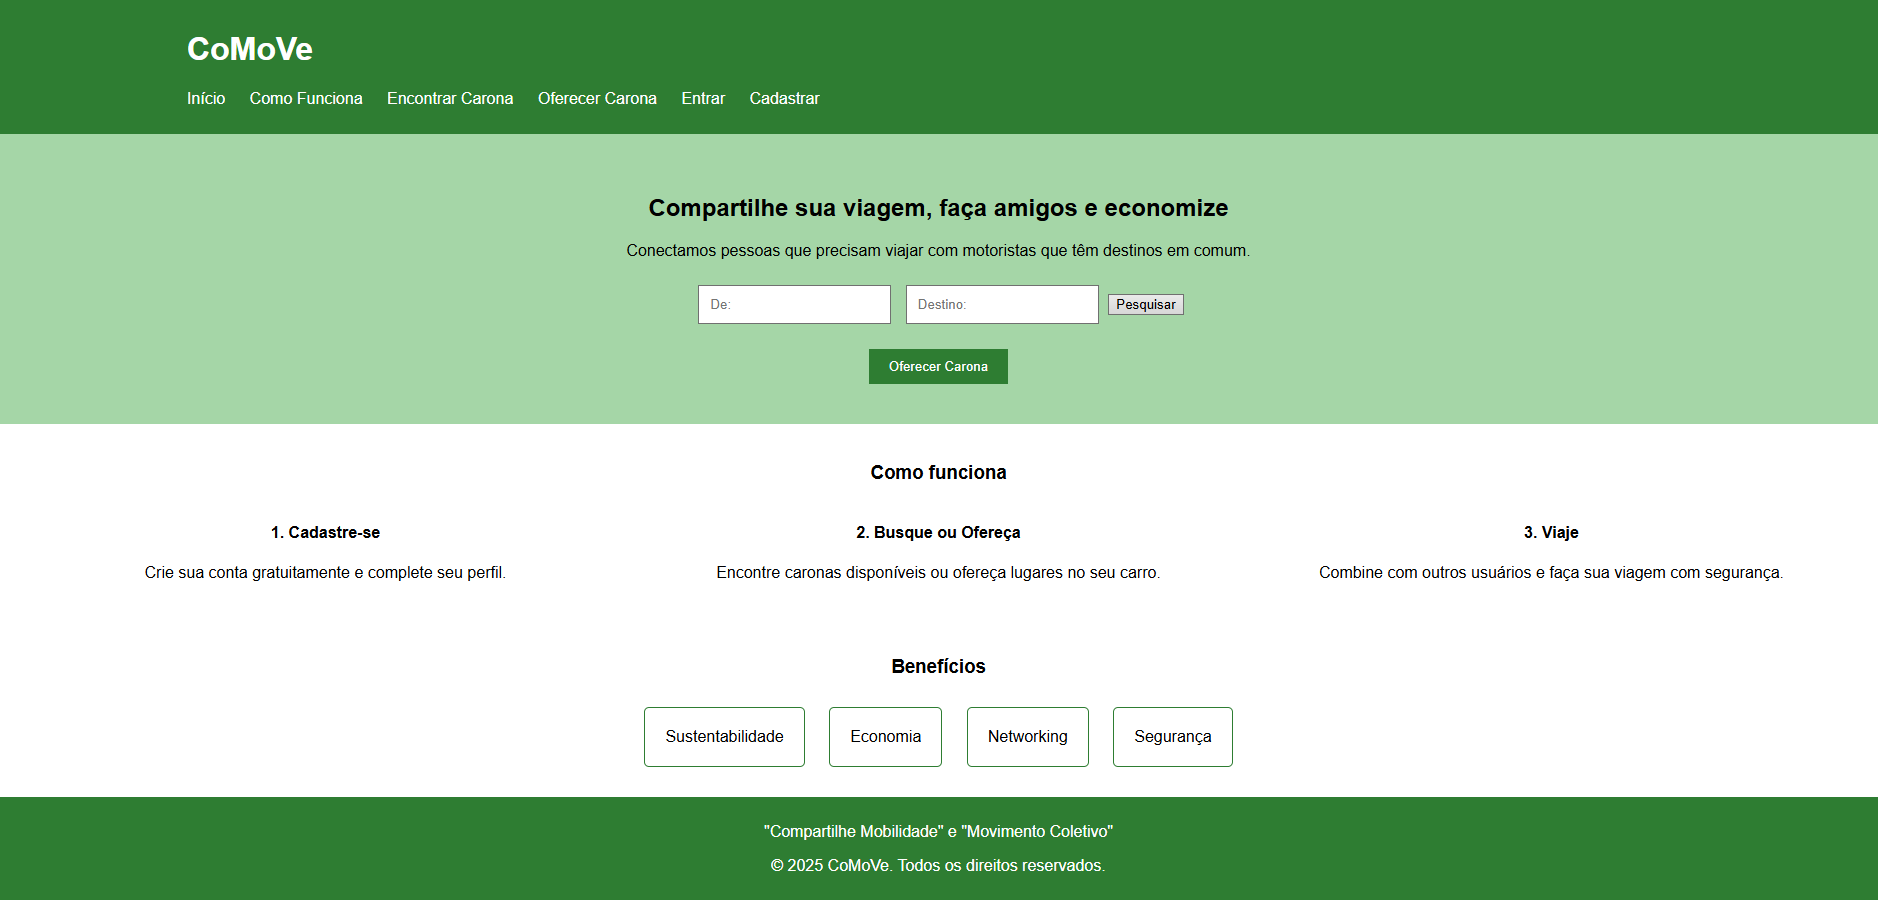 CoMoVe
Início Como Funciona Encontrar Carona Oferecer Carona Entrar Cadastrar
Compartilhe sua viagem, faça amigos e economize
Conectamos pessoas que precisam viajar com motoristas que têm destinos em comum.
De: Destino: Pesquisar
Oferecer Carona
Como funciona
1. Cadastre-se
Crie sua conta gratuitamente e complete seu perfil.
2. Busque ou Ofereça
Encontre caronas disponíveis ou ofereça lugares no seu carro.
3. Viaje
Combine com outros usuários e faça sua viagem com segurança.
Benefícios
Sustentabilidade Economia Networking Segurança
"Compartilhe Mobilidade" e "Movimento Coletivo"
© 2025 CoMoVe. Todos os direitos reservados.